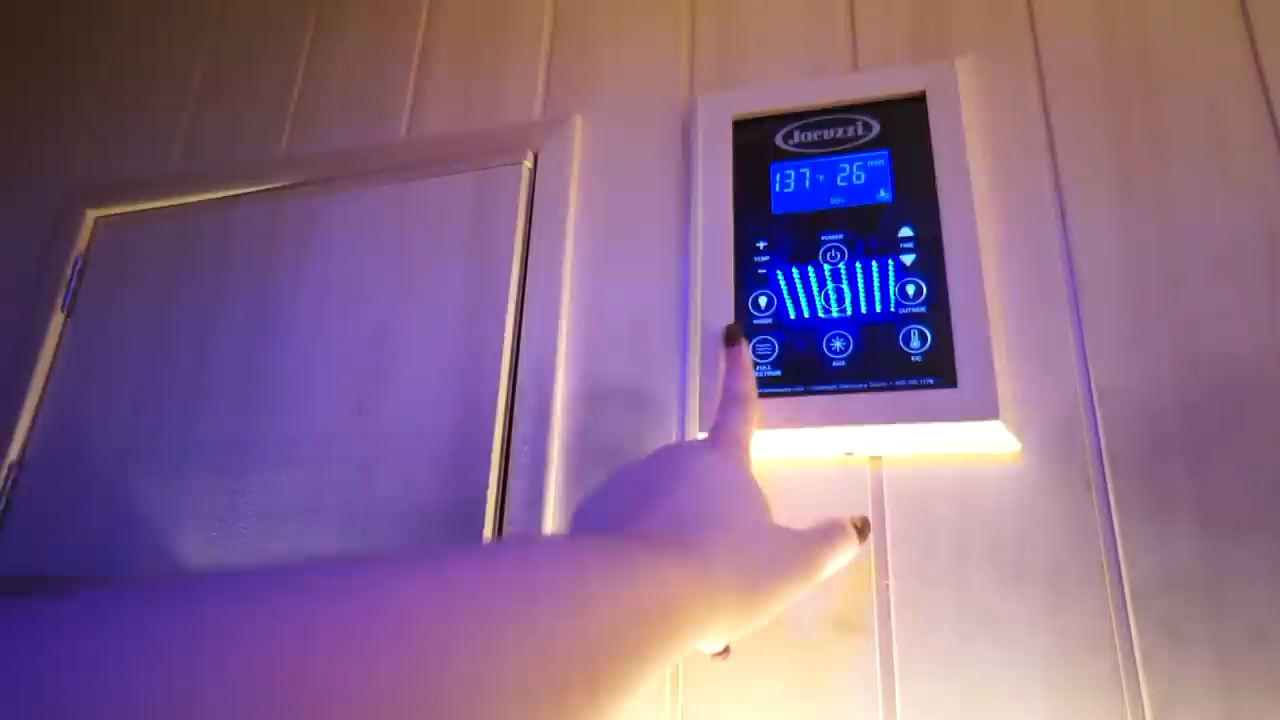 Jacuzzi
137 °F 26 min
+
POWER
TEMP
TIME
-
INSIDE
OUTSIDE
FULL
SPECTRUM
AUX
F/C